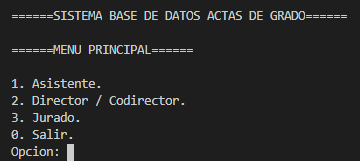 ======SISTEMA BASE DE DATOS ACTAS DE GRADO======
======MENU PRINCIPAL======
1. Asistente.
2. Director / Codirector.
3. Jurado.
0. Salir.
Opcion: